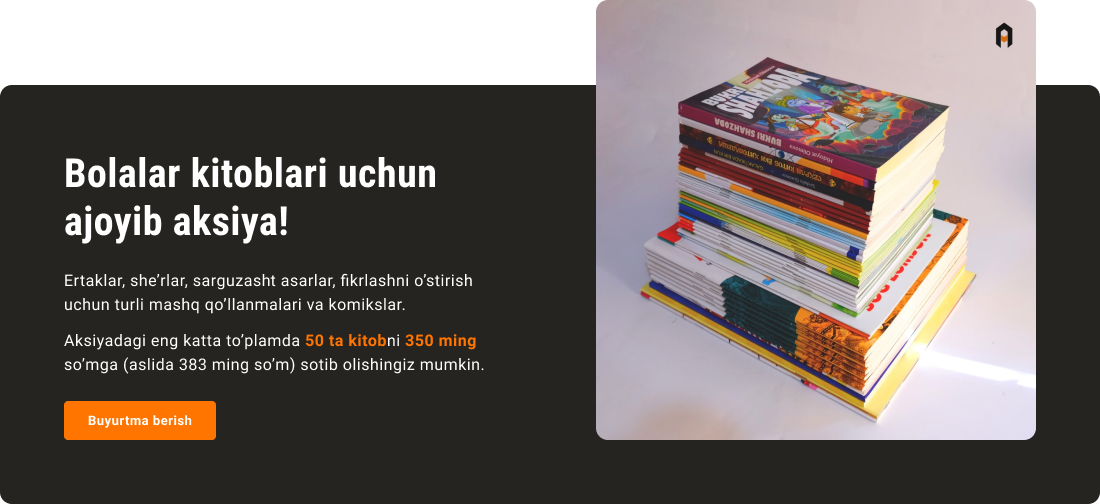 Bolalar kitoblari uchun
ajoyib aksiya!
Ertaklar, she’rlar, sarguzasht asarlar, fikrlashni o’stirish
uchun turli mashq qo’llanmalari va komikslar.
Aksiyadagi eng katta to’plamda 50 ta kitobni 350 ming
so’mga (aslida 383 ming so’m) sotib olishingiz mumkin.
Buyurtma berish
BUKRI
SHAHZODA
BUKRI SHAHZODA